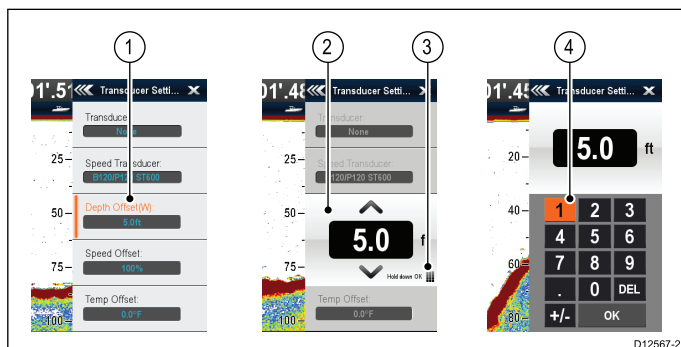 1
2
3
4
01'.51
Transducer Setti...
X
Transducer
None
25
Speed Transducer:
B120/P120 ST600
50
Depth Offset(W):
5.0ft
Speed Offset:
75
100%
Temp Offset:
100
0.0°F
01'.48
Transducer Setti...
X
Transducer:
None
25
Speed Transducer:
B120/P120 ST600
50
5.0 f
75
Hold down OK
Temp Offset:
100
0.0°F
01'.45
Transducer Setti...
X
20
5.0 ft
40
1 2 3
4 5 6
60
7 8 9
. 0 DEL
80
+/- OK
D12567-2